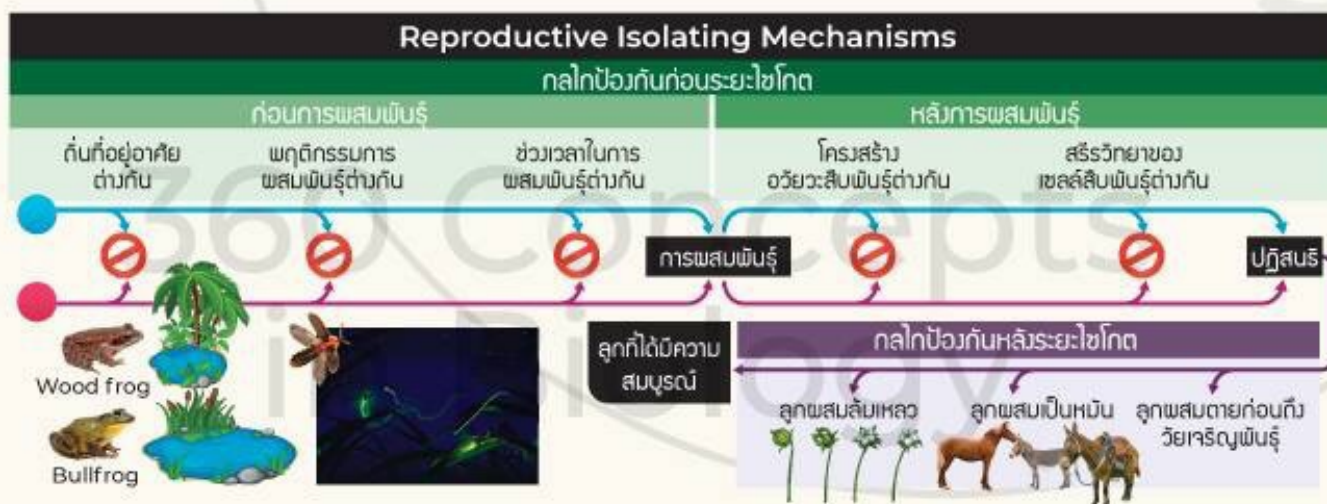 Reproductive Isolating Mechanisms
กลไกป้องกันก่อนระยะไซโกต
ก่อนการผสมพันธุ์
หลังการผสมพันธุ์
ถิ่นที่อยู่อาศัย
ต่างกัน
พฤติกรรมการ
ผสมพันธุ์ต่างกัน
ช่วงเวลาในการ
ผสมพันธุ์ต่างกัน
โครงสร้าง
อวัยวะสืบพันธุ์ต่างกัน
สรีรวิทยาของ
เซลล์สืบพันธุ์ต่างกัน
การผสมพันธุ์
ปฏิสนธิ
Wood frog
Bullfrog
ลูกที่ได้มีความ
สมบูรณ์
กลไกป้องกันหลังระยะไซโกต
ลูกผสมล้มเหลว
ลูกผสมเป็นหมัน
ลูกผสมตายก่อนถึง
วัยเจริญพันธุ์
360 Concepts
in Biology